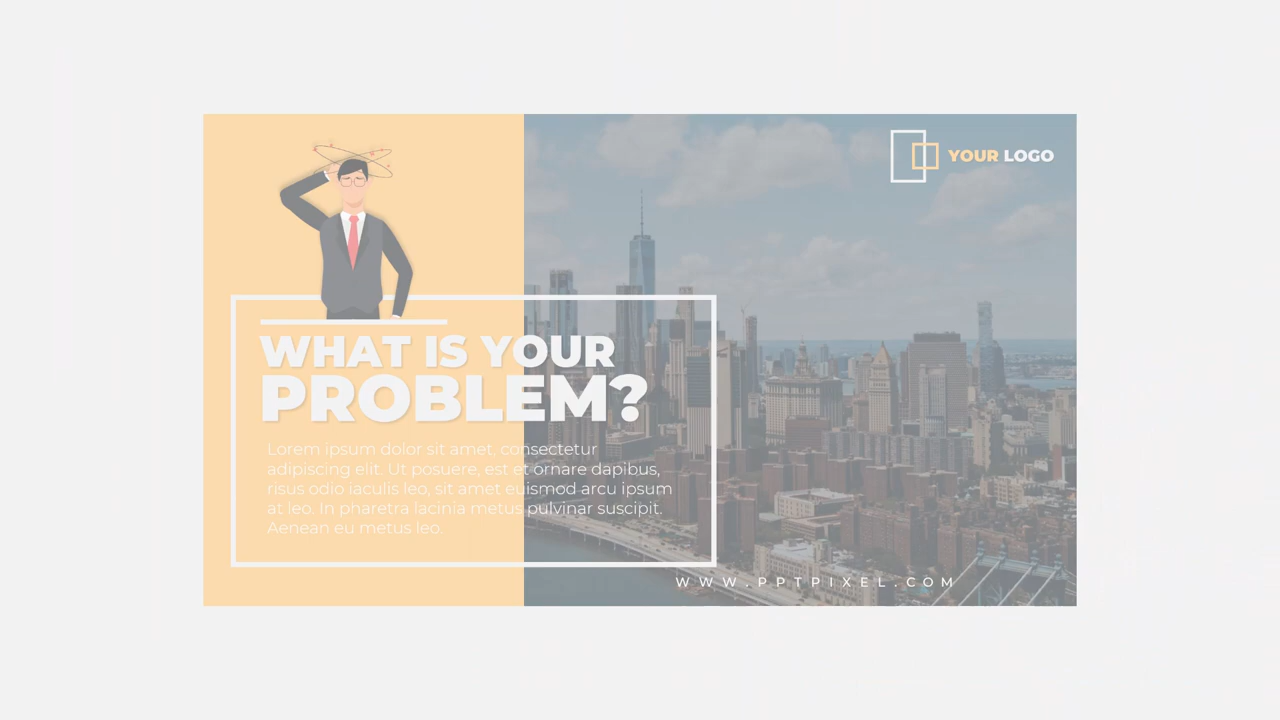 YOUR LOGO
WHAT IS YOUR
PROBLEM?
Lorem ipsum dolor sit amet, consectetur
adipiscing elit. Ut posuere, est et ornare dapibus,
risus odio iaculis leo, sit amet euismod arcu ipsum
at leo. In pharetra lacinia metus pulvinar suscipit.
Aenean eu metus leo.
WWW.PPTPIXEL.COM